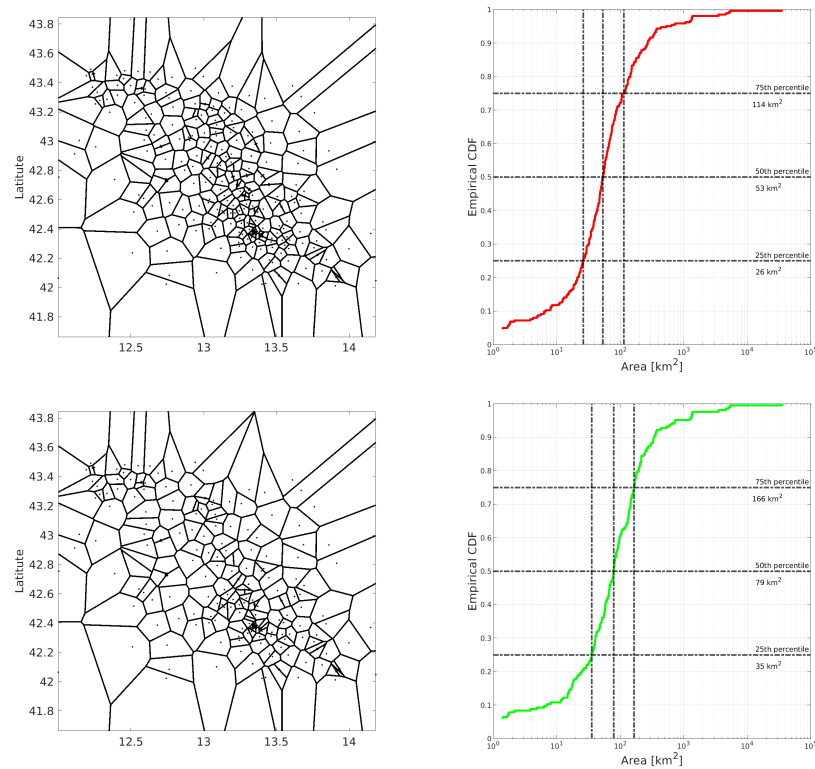 43.8
43.6
43.4
43.2
43
42.8
42.6
42.4
42.2
42
41.8
Latitute
12.5 13 13.5 14
1
0.9
0.8
0.7
0.6
0.5
0.4
0.3
0.2
0.1
0
Empirical CDF
75th percentile
114 km²
50th percentile
53 km²
25th percentile
26 km²
10⁰ 10¹ 10² 10³ 10⁴ 10⁵
Area [km²]
43.8
43.6
43.4
43.2
43
42.8
42.6
42.4
42.2
42
41.8
Latitute
12.5 13 13.5 14
1
0.9
0.8
0.7
0.6
0.5
0.4
0.3
0.2
0.1
0
Empirical CDF
75th percentile
166 km²
50th percentile
79 km²
25th percentile
35 km²
10⁰ 10¹ 10² 10³ 10⁴ 10⁵
Area [km²]